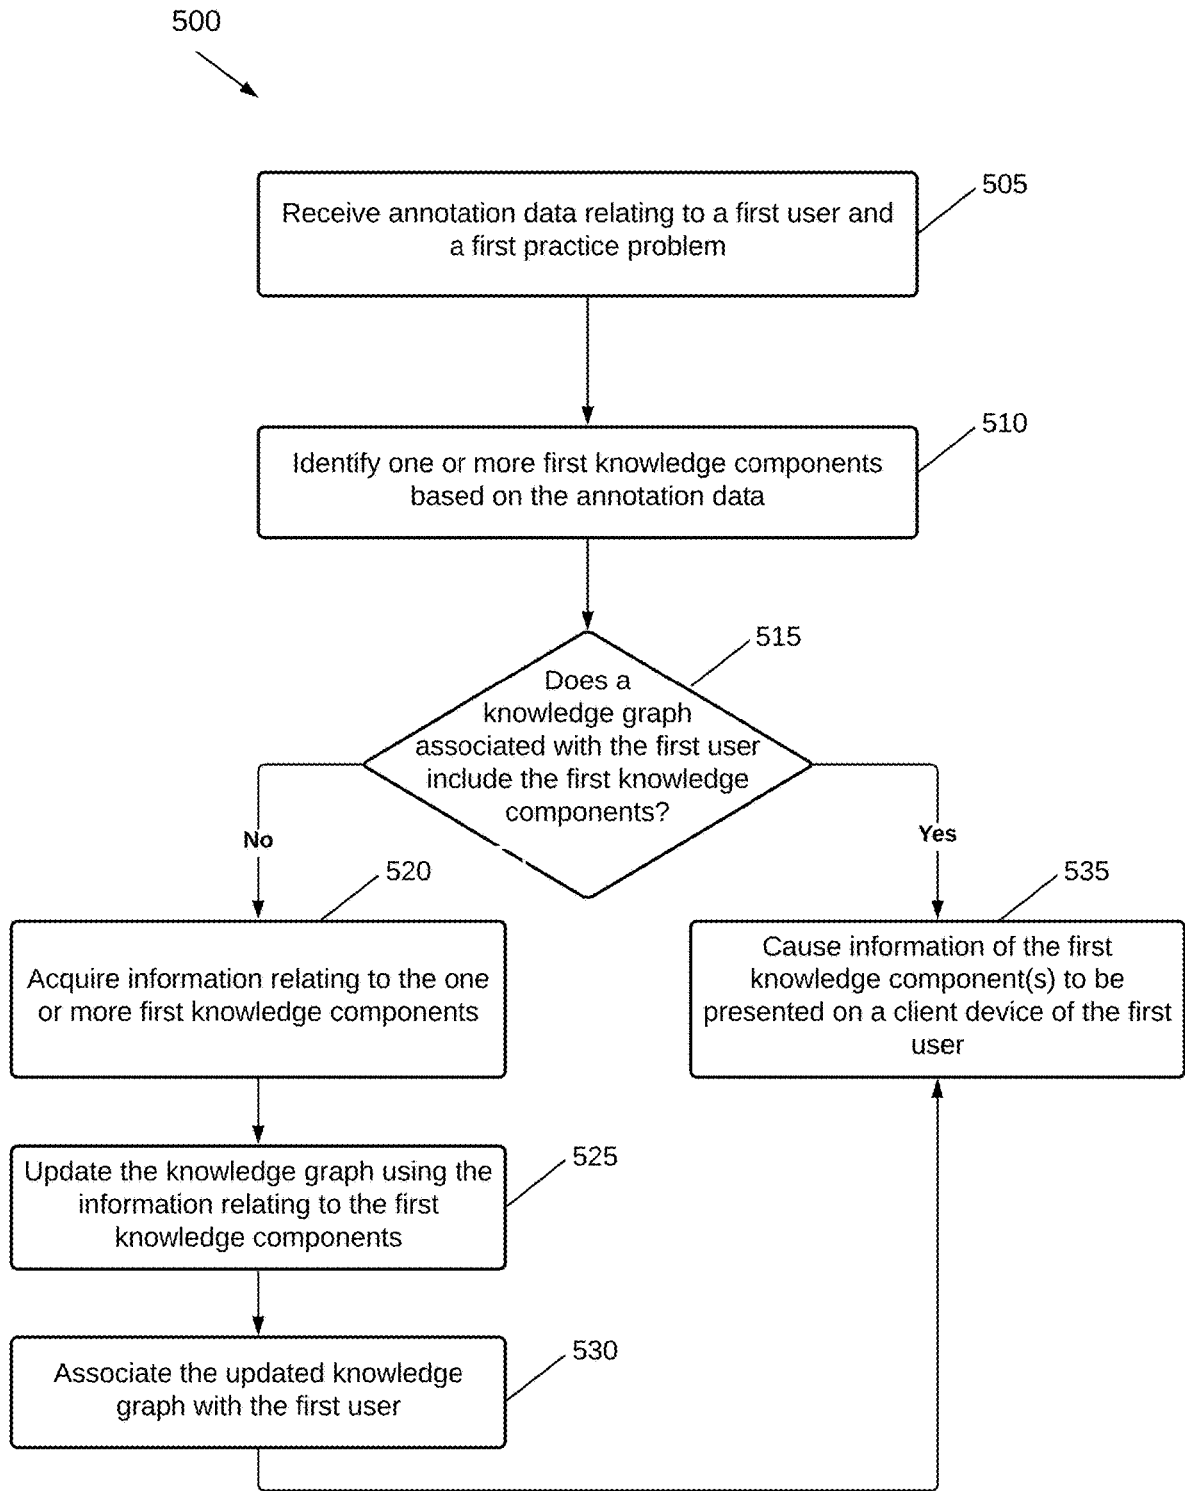 500
505
Receive annotation data relating to a first user and
a first practice problem
510
Identify one or more first knowledge components
based on the annotation data
515
Does a
knowledge graph
associated with the first user
include the first knowledge
components?
No
Yes
520
535
Acquire information relating to the one
or more first knowledge components
Cause information of the first
knowledge component(s) to be
presented on a client device of the first
user
525
Update the knowledge graph using the
information relating to the first
knowledge components
530
Associate the updated knowledge
graph with the first user